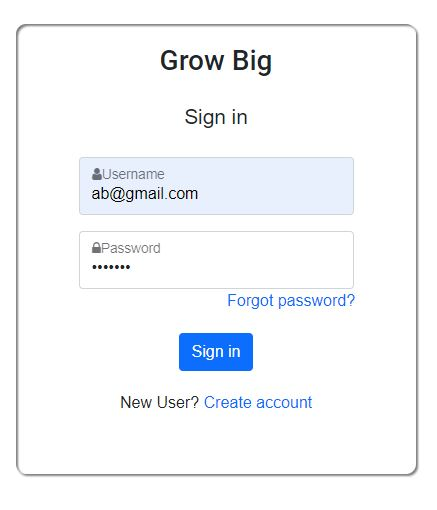 Grow Big
Sign in
Username
ab@gmail.com
Password
•••••••
Forgot password?
Sign in
New User? Create account